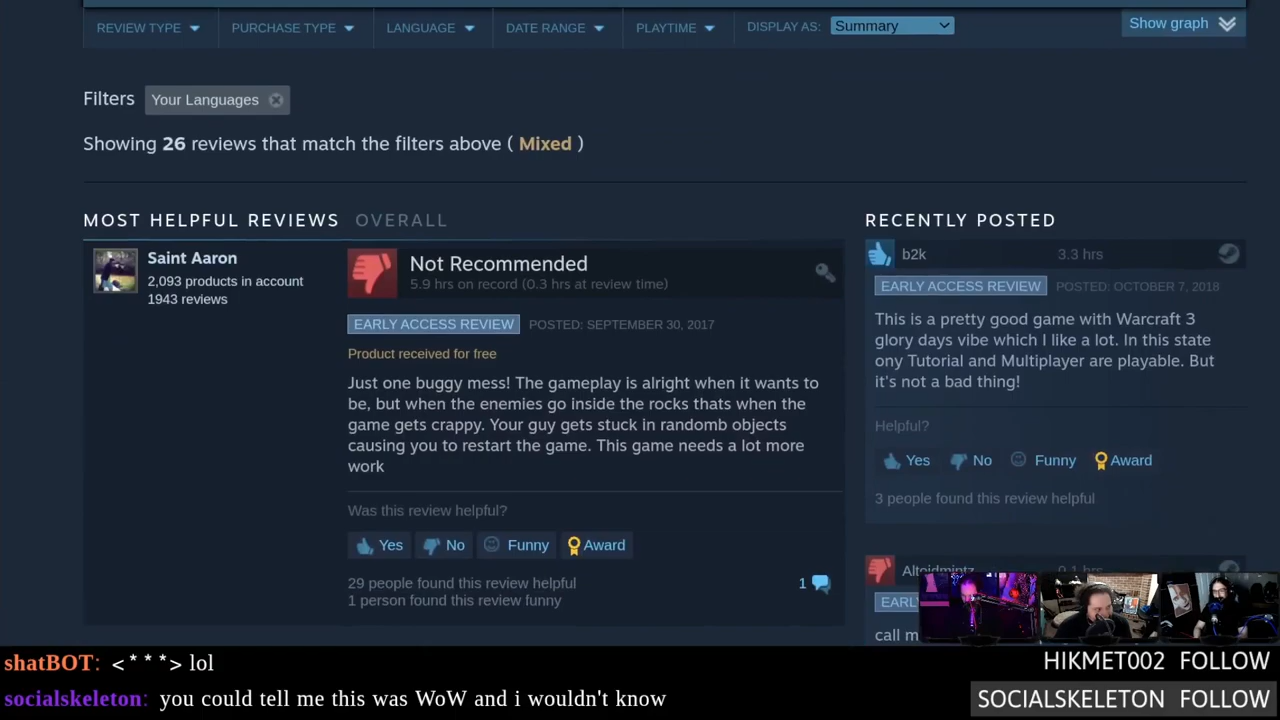 REVIEW TYPE
PURCHASE TYPE
LANGUAGE
DATE RANGE
PLAYTIME
DISPLAY AS:
Summary
Show graph
Filters
Your Languages
Showing 26 reviews that match the filters above ( Mixed )
MOST HELPFUL REVIEWS
OVERALL
Saint Aaron
2,093 products in account
1943 reviews
Not Recommended
5.9 hrs on record (0.3 hrs at review time)
EARLY ACCESS REVIEW
POSTED: SEPTEMBER 30, 2017
Product received for free
Just one buggy mess! The gameplay is alright when it wants to
be, but when the enemies go inside the rocks thats when the
game gets crappy. Your guy gets stuck in randomb objects
causing you to restart the game. This game needs a lot more
work
Was this review helpful?
Yes
No
Funny
Award
29 people found this review helpful
1 person found this review funny
1
RECENTLY POSTED
b2k
3.3 hrs
EARLY ACCESS REVIEW
POSTED: OCTOBER 7, 2018
This is a pretty good game with Warcraft 3
glory days vibe which I like a lot. In this state
ony Tutorial and Multiplayer are playable. But
it's not a bad thing!
Helpful?
Yes
No
Funny
Award
3 people found this review helpful
Altoidmintz
9.1 hrs
call
shatBOT: <***> lol
socialskeleton: you could tell me this was WoW and i wouldn't know
HIKMET002 FOLLOW
SOCIALSKELETON FOLLOW